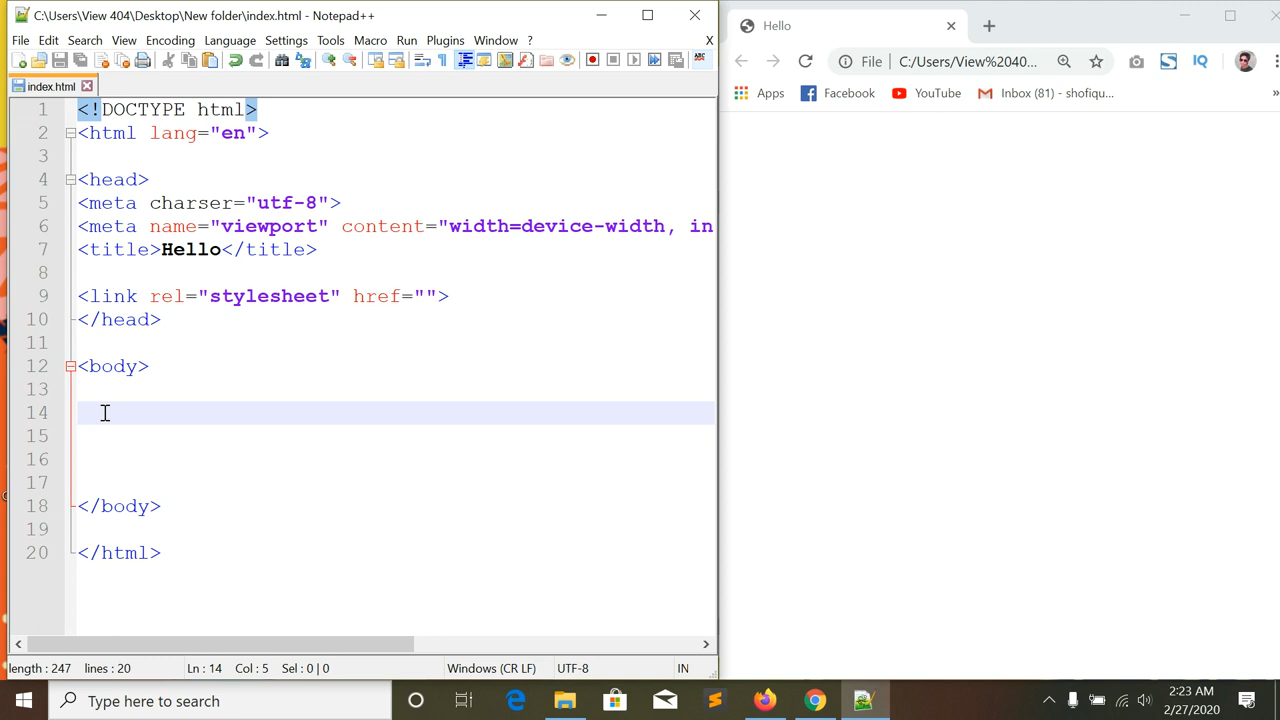 C:\Users\View 404\Desktop\New folder\index.html - Notepad++
File Edit Search View Encoding Language Settings Tools Macro Run Plugins Window ? X
index.html
1 <!DOCTYPE html>
2 <html lang="en">
3
4 <head>
5 <meta charser="utf-8">
6 <meta name="viewport" content="width=device-width, in
7 <title>Hello</title>
8
9 <link rel="stylesheet" href="">
10 </head>
11
12 <body>
13
14
15
16
17
18 </body>
19
20 </html>
length : 247 lines : 20 Ln : 14 Col : 5 Sel : 0 | 0 Windows (CR LF) UTF-8 IN
Hello
File C:/Users/View%2040...
IQ
Apps Facebook YouTube Inbox (81) - shofiqu... »
Type here to search
2:23 AM
2/27/2020